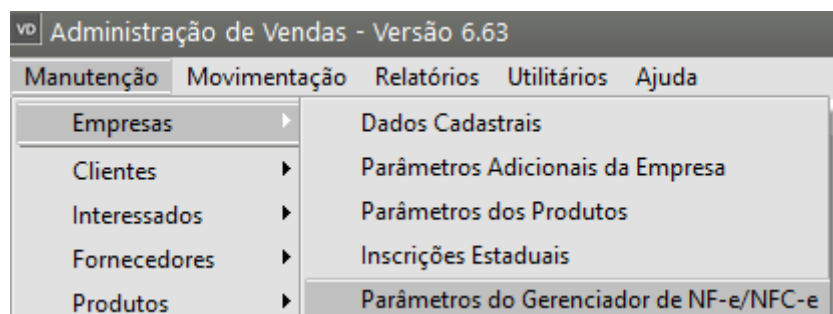 VD Administração de Vendas - Versão 6.63
Manutenção Movimentação Relatórios Utilitários Ajuda
Empresas
Clientes
Interessados
Fornecedores
Produtos
Dados Cadastrais
Parâmetros Adicionais da Empresa
Parâmetros dos Produtos
Inscrições Estaduais
Parâmetros do Gerenciador de NF-e/NFC-e